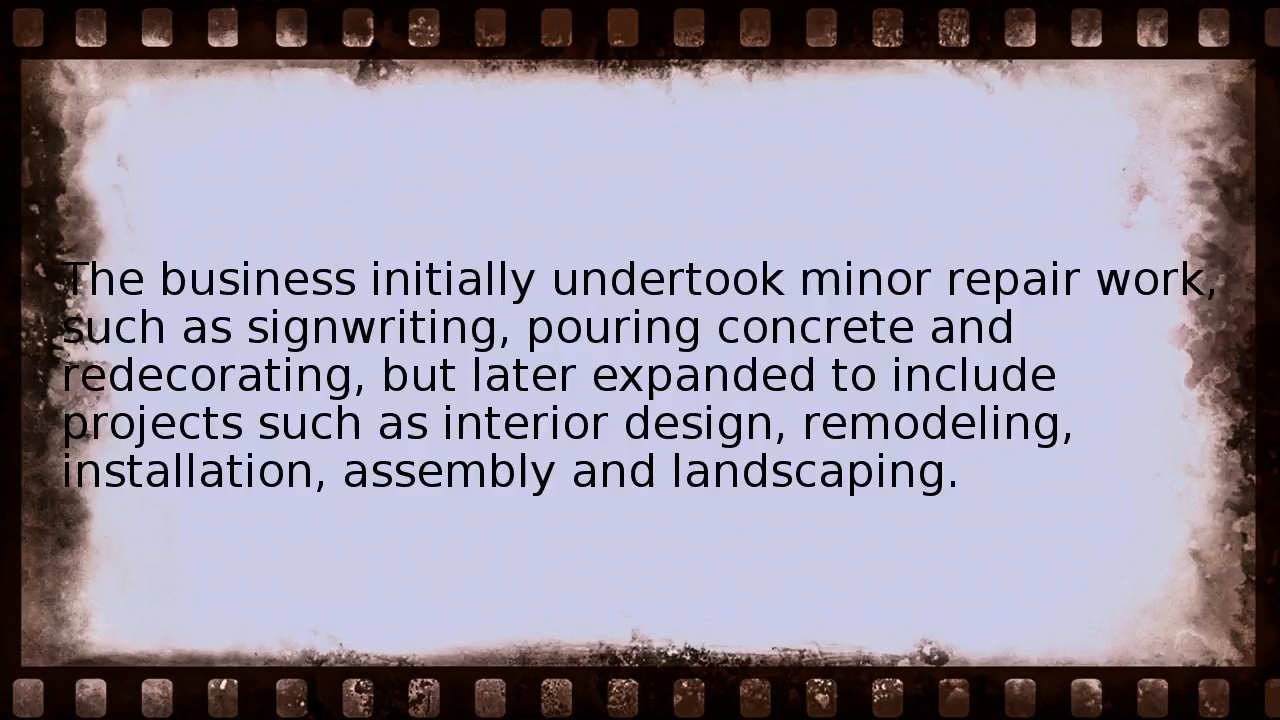 The business initially undertook minor repair work,
such as signwriting, pouring concrete and
redecorating, but later expanded to include
projects such as interior design, remodeling,
installation, assembly and landscaping.